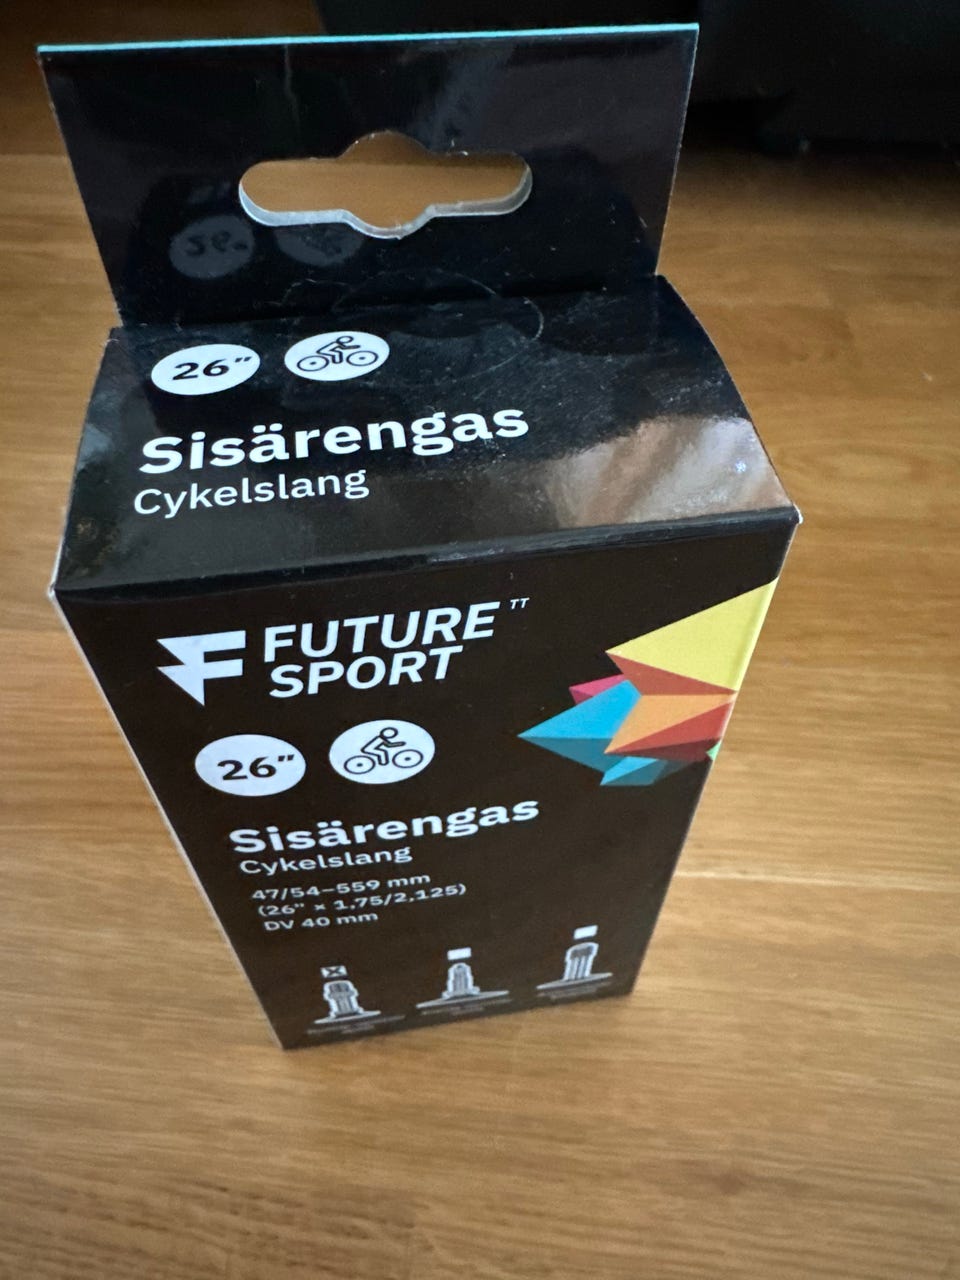 26"
Sisärengas
Cykelslang
FUTURE TT
SPORT
26"
Sisärengas
Cykelslang
47/54–559 mm
(26" × 1,75/2,125)
DV 40 mm